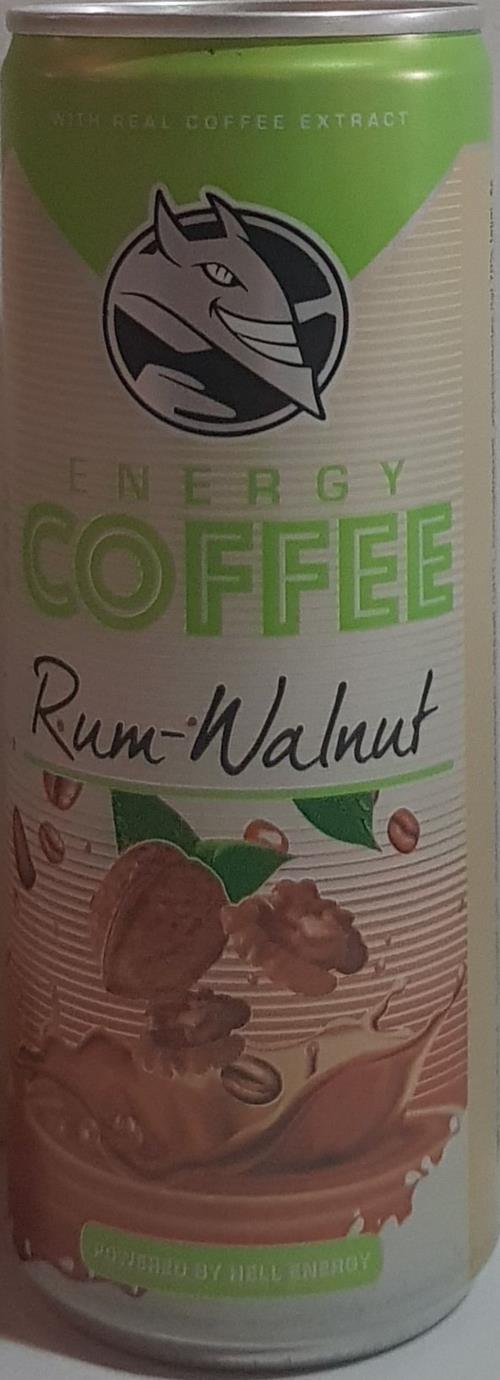 WITH REAL COFFEE EXTRACT
ENERGY
COFFEE
Rum-Walnut
POWERED BY HELL ENERGY